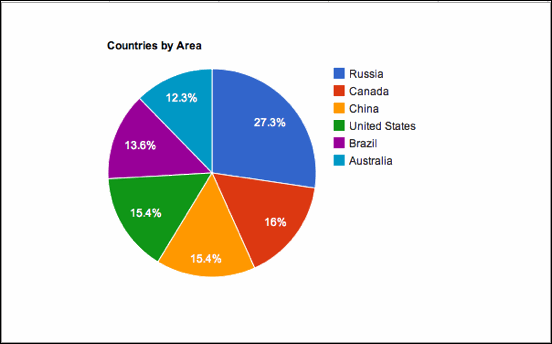 Countries by Area
Russia
Canada
China
United States
Brazil
Australia
27.3%
16%
15.4%
15.4%
13.6%
12.3%